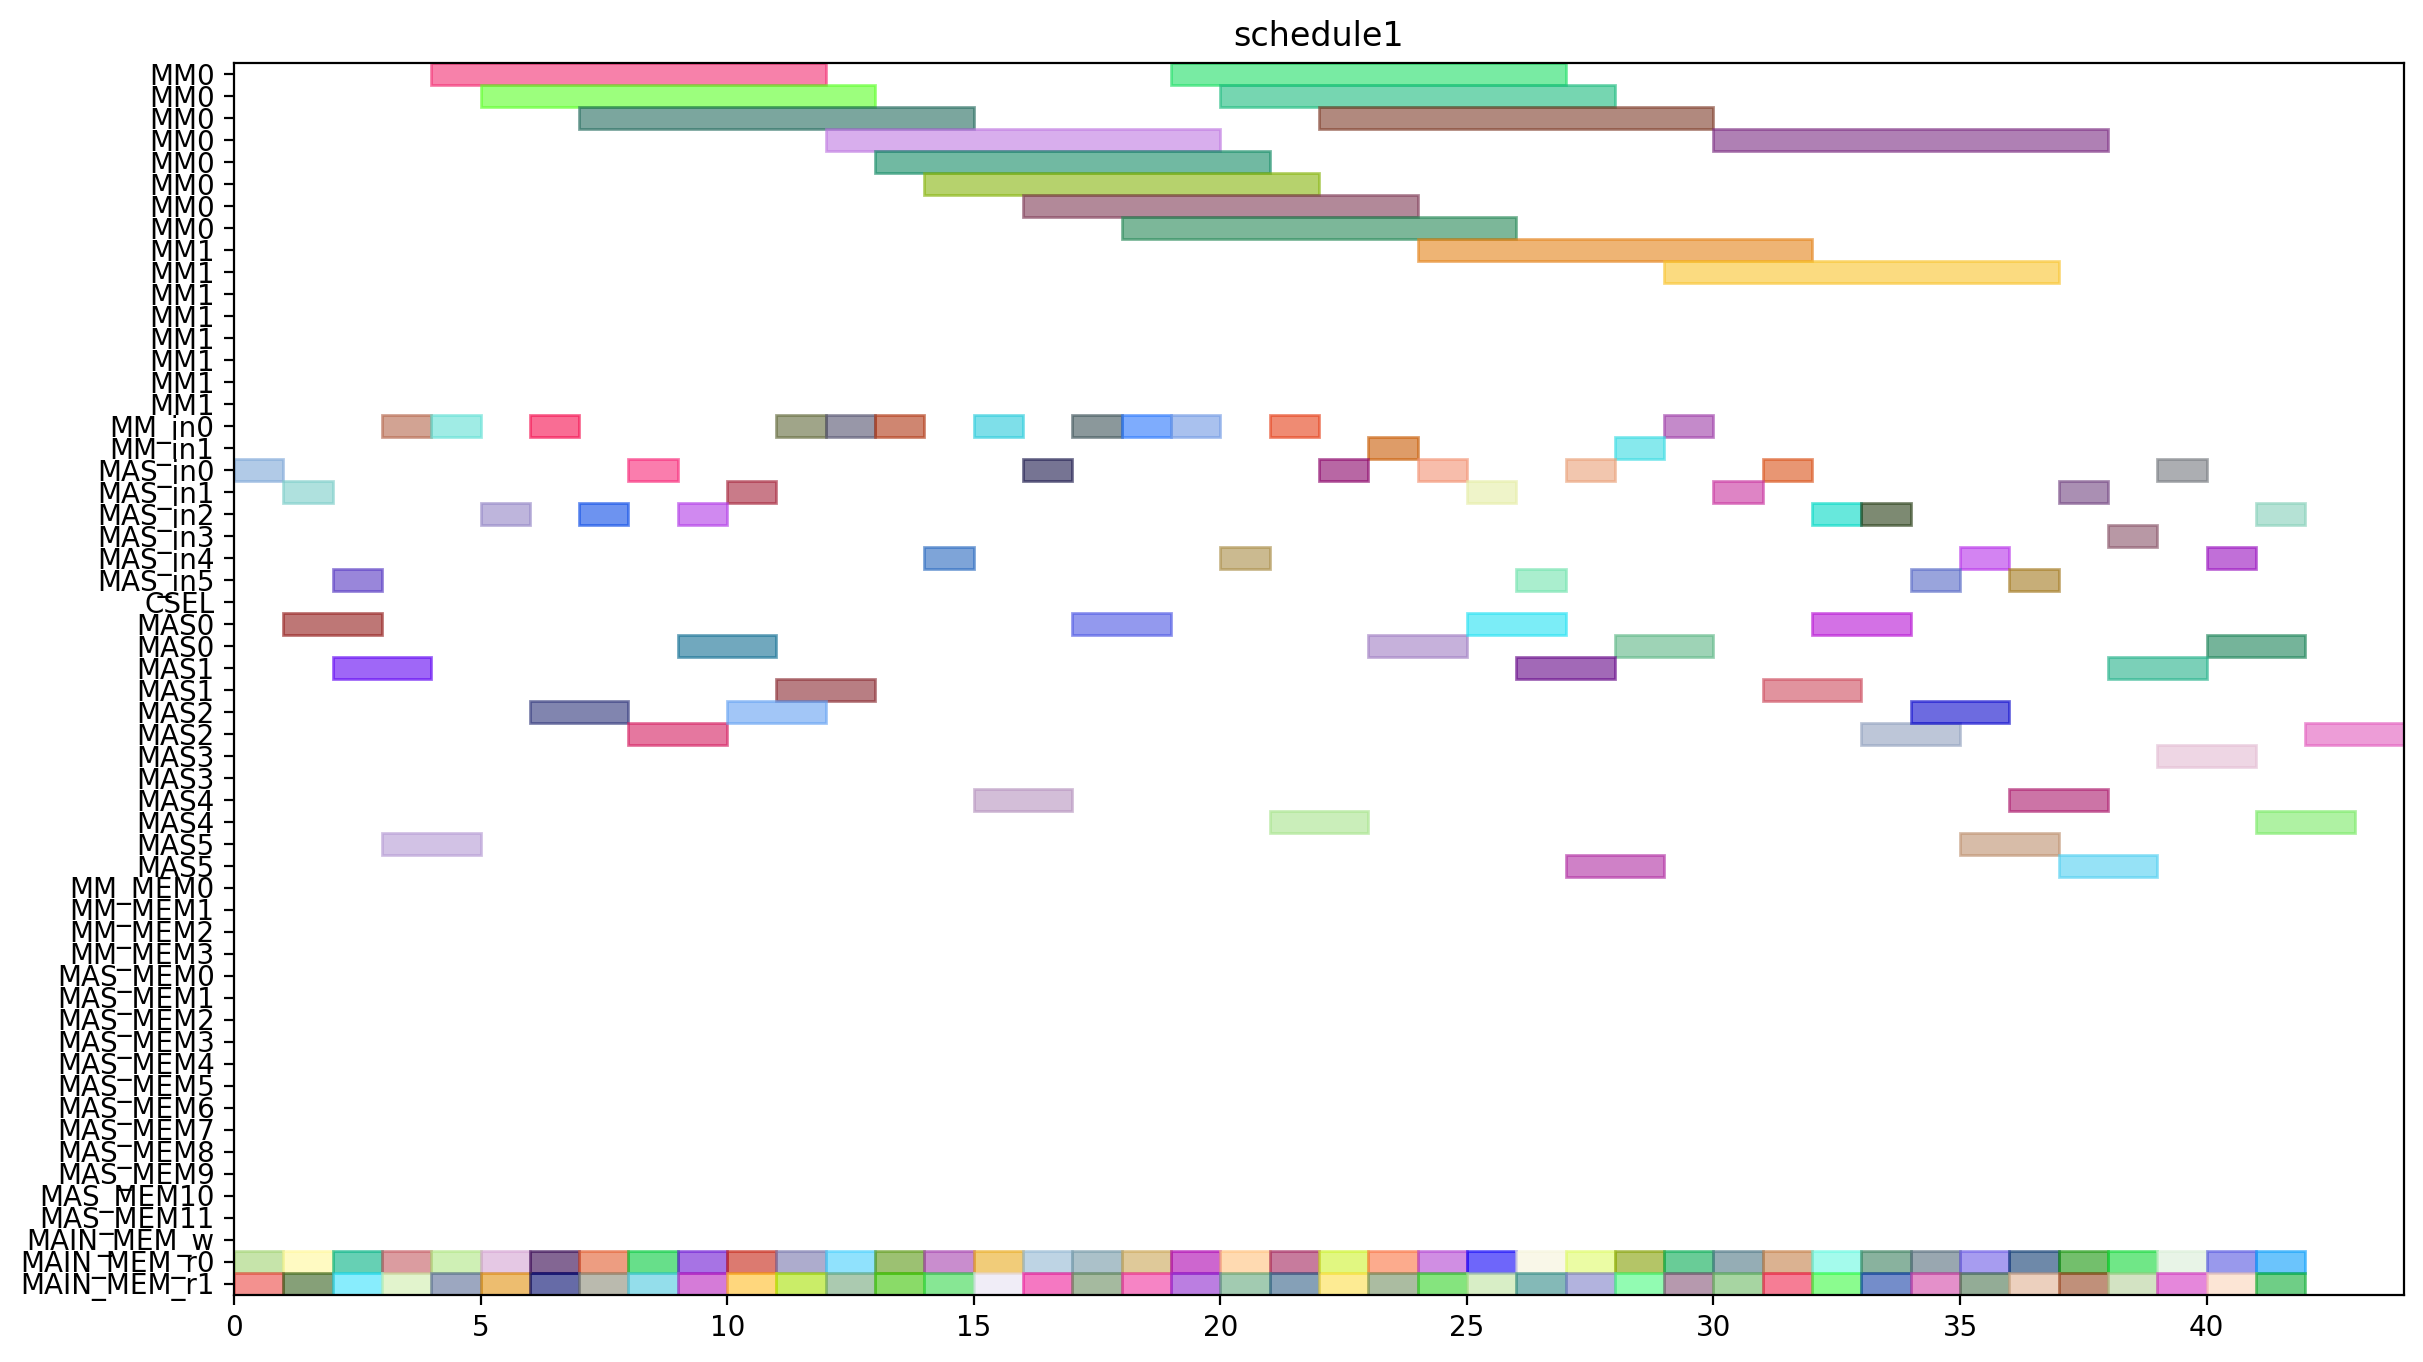 schedule1
MM0
MM0
MM0
MM0
MM0
MM0
MM0
MM0
MM1
MM1
MM1
MM1
MM1
MM1
MM1
MM1
MM_in0
MM_in1
MAS_in0
MAS_in1
MAS_in2
MAS_in3
MAS_in4
MAS_in5
CSEL
MAS0
MAS0
MAS1
MAS1
MAS2
MAS2
MAS3
MAS3
MAS4
MAS4
MAS5
MAS5
MM_MEM0
MM_MEM1
MM_MEM2
MM_MEM3
MAS_MEM0
MAS_MEM1
MAS_MEM2
MAS_MEM3
MAS_MEM4
MAS_MEM5
MAS_MEM6
MAS_MEM7
MAS_MEM8
MAS_MEM9
MAS_MEM10
MAS_MEM11
MAIN_MEM_w
MAIN_MEM_r0
MAIN_MEM_r1
0 5 10 15 20 25 30 35 40